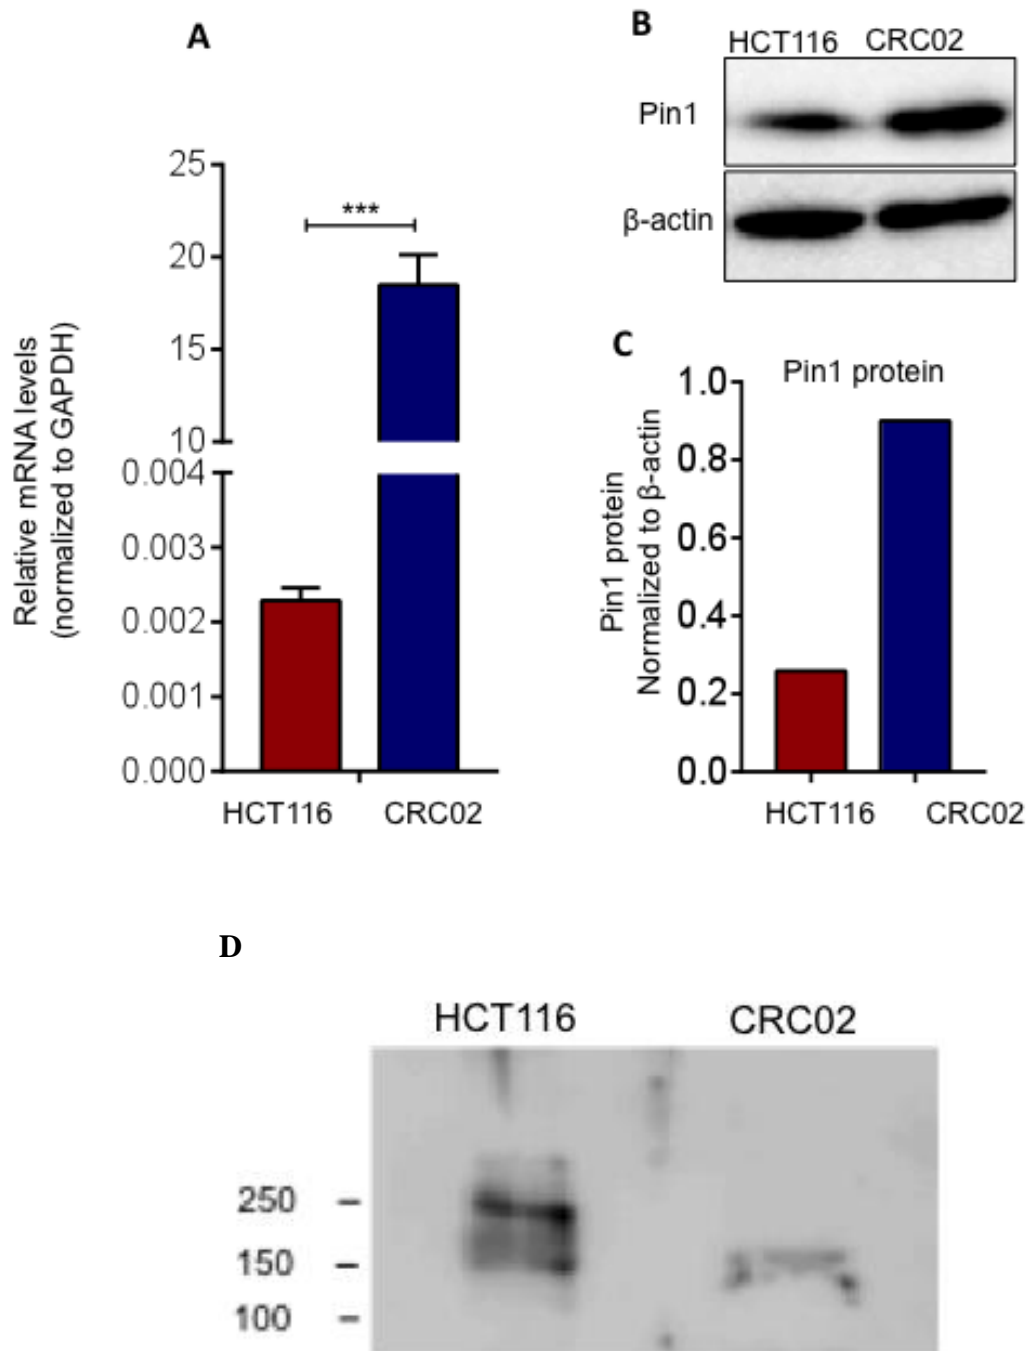 A
25
20
15
10
0.004
0.003
0.002
0.001
0.000
***
Relative mRNA levels
(normalized to GAPDH)
HCT116 CRC02
B
HCT116 CRC02
Pin1
β-actin
C
Pin1 protein
1.0
0.8
0.6
0.4
0.2
0.0
Pin1 protein
Normalized to β-actin
HCT116 CRC02
D
HCT116 CRC02
250
150
100